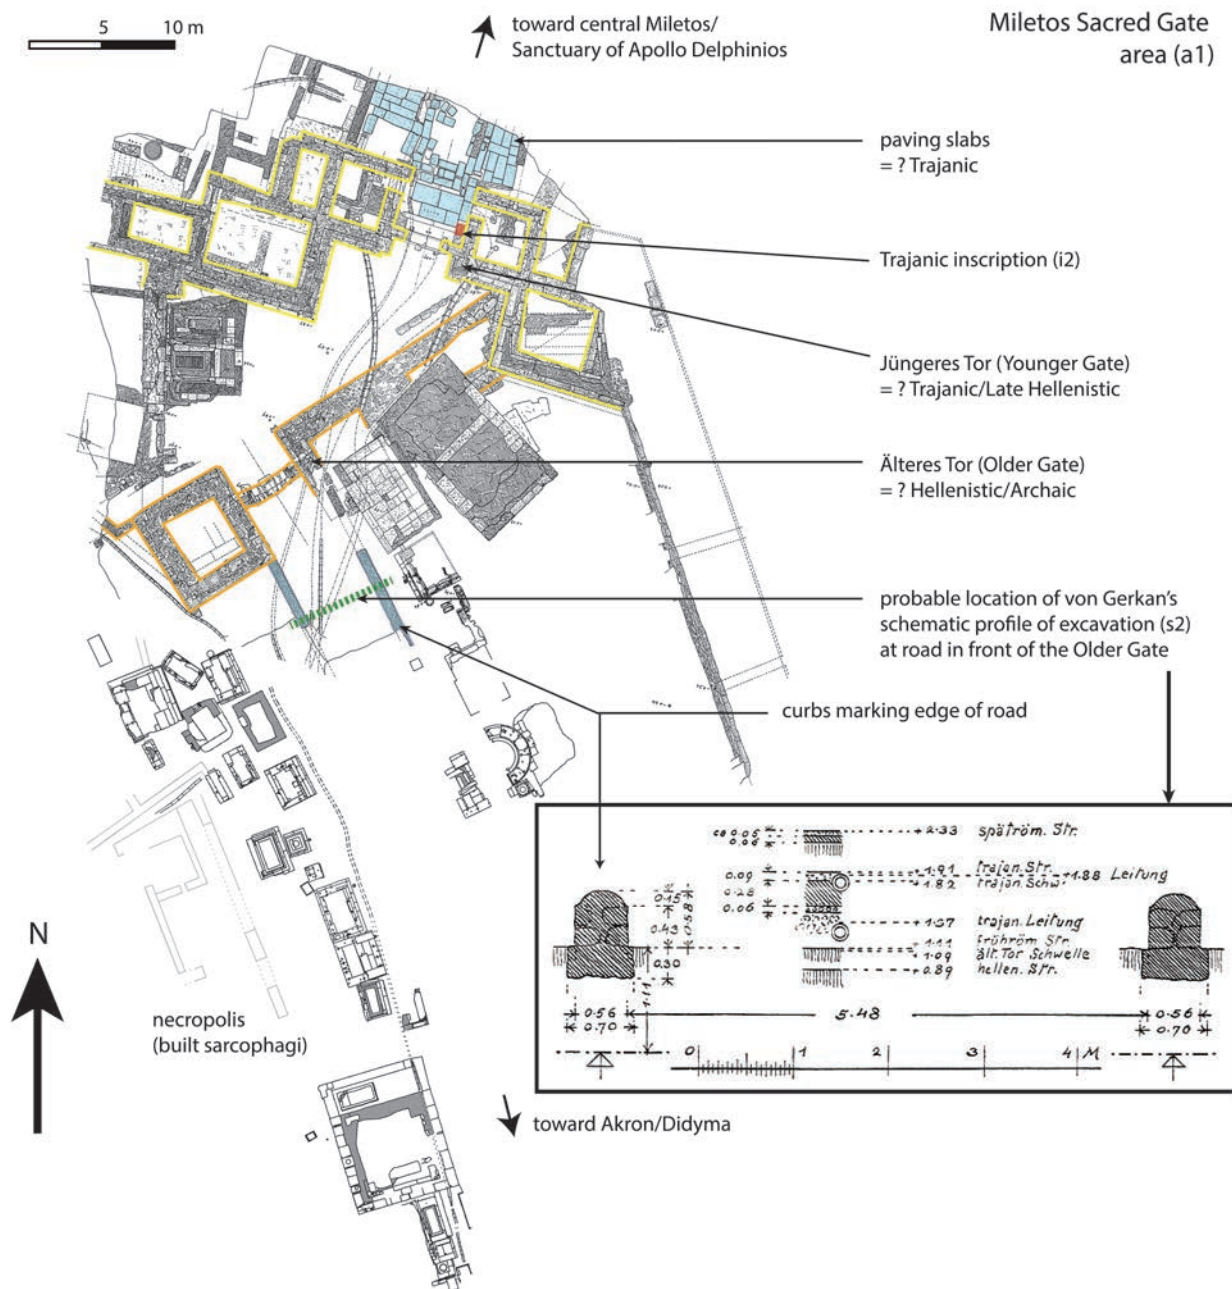 5 10 m
toward central Miletos/
Sanctuary of Apollo Delphinios
Miletos Sacred Gate
area (a1)
paving slabs
= ? Trajanic
Trajanic inscription (i2)
Jüngeres Tor (Younger Gate)
= ? Trajanic/Late Hellenistic
Älteres Tor (Older Gate)
= ? Hellenistic/Archaic
probable location of von Gerkan's
schematic profile of excavation (s2)
at road in front of the Older Gate
curbs marking edge of road
+2.33 spätröm. Str.
+1.91 trajan. Str.
+1.88 Leitung
+1.82 trajan. Schw.
+1.37 trajan. Leitung
+1.11 frühröm Str.
+1.09 ält. Tor Schwelle
+0.89 hellen. Str.
0.09
0.28
0.06
0.15
0.58
0.43
0.30
1.11
0.56 5.48 0.56
0.70 0.70
0 1 2 3 4 M
N
necropolis
(built sarcophagi)
toward Akron/Didyma